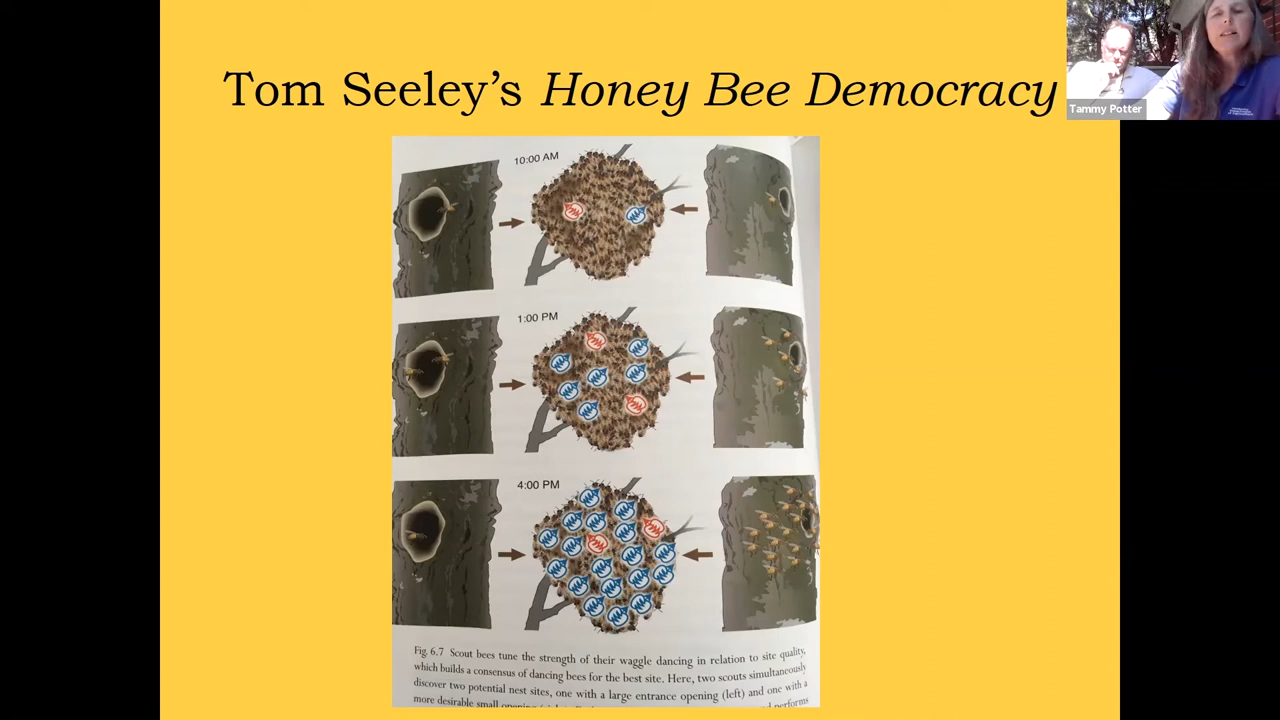 Tom Seeley's Honey Bee Democracy
Tammy Potter
10:00 AM
1:00 PM
4:00 PM
Fig. 6.7 Scout bees tune the strength of their waggle dancing in relation to site quality,
which builds a consensus of dancing bees for the best site. Here, two scouts simultaneously
discover two potential nest sites, one with a large entrance opening (left) and one with a
more desirable small opening
performs